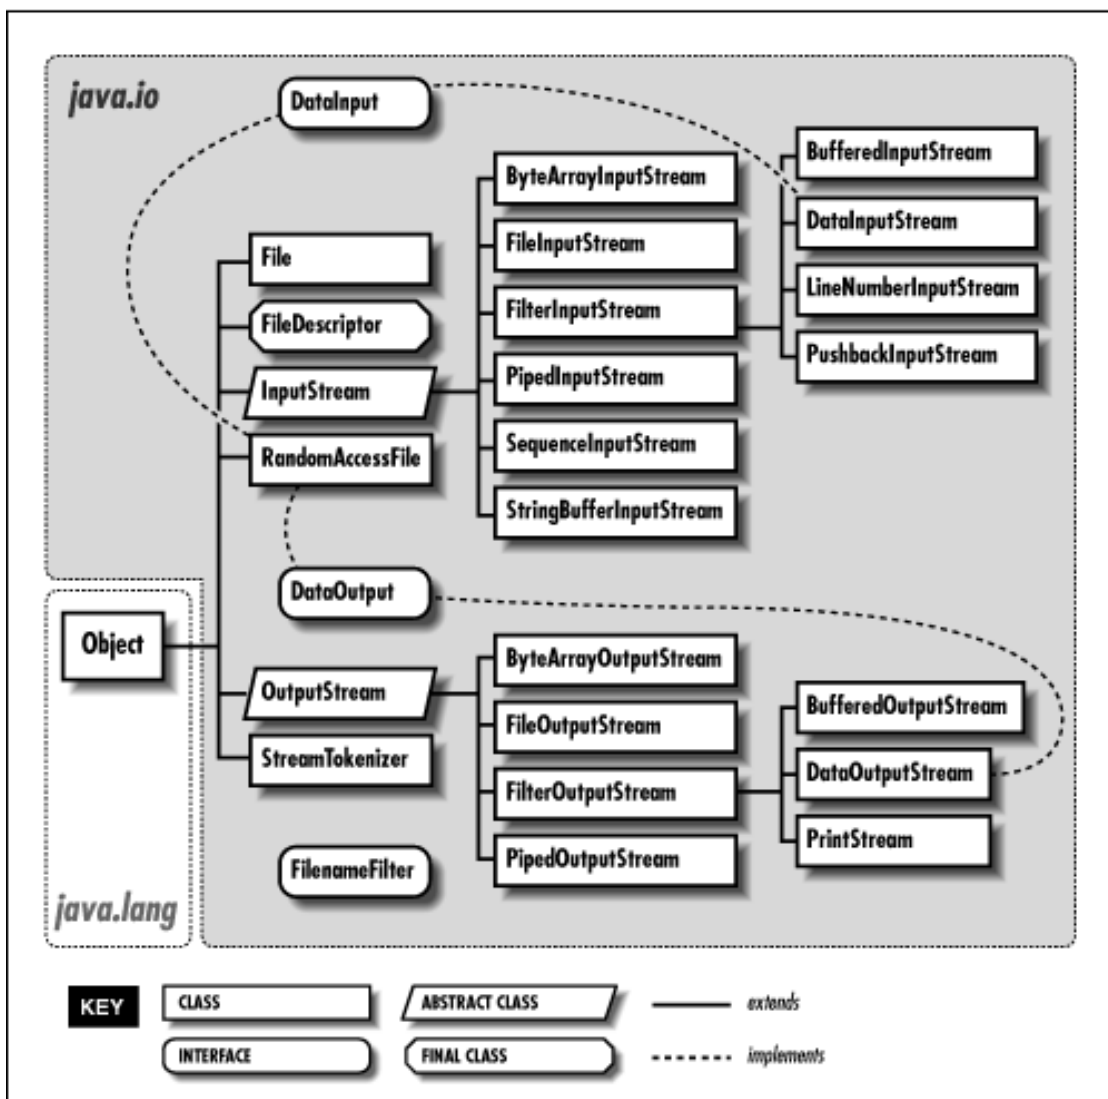 java.io
DataInput
BufferedInputStream
ByteArrayInputStream
DataInputStream
File
FileInputStream
LineNumberInputStream
FileDescriptor
FilterInputStream
PushbackInputStream
InputStream
PipedInputStream
RandomAccessFile
SequenceInputStream
StringBufferInputStream
DataOutput
Object
ByteArrayOutputStream
OutputStream
BufferedOutputStream
FileOutputStream
StreamTokenizer
DataOutputStream
FilterOutputStream
PrintStream
FilenameFilter
PipedOutputStream
java.lang
KEY
CLASS
ABSTRACT CLASS
extends
INTERFACE
FINAL CLASS
implements